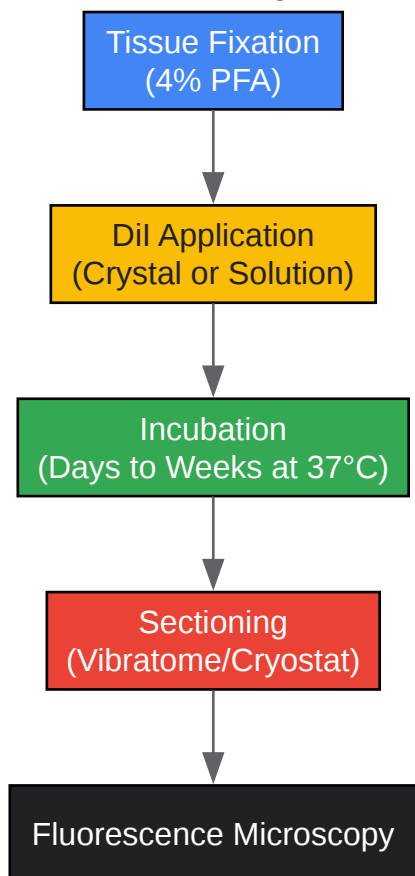 Tissue Fixation
(4% PFA)
DiI Application
(Crystal or Solution)
Incubation
(Days to Weeks at 37°C)
Sectioning
(Vibratome/Cryostat)
Fluorescence Microscopy